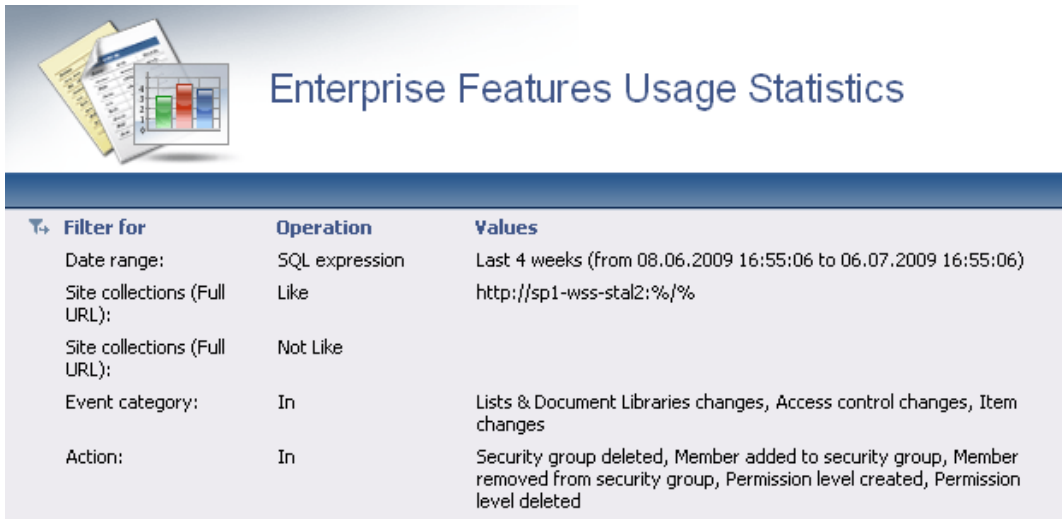 Enterprise Features Usage Statistics
Filter for Operation Values
Date range: SQL expression Last 4 weeks (from 08.06.2009 16:55:06 to 06.07.2009 16:55:06)
Site collections (Full Like http://sp1-wss-stal2:%/%
URL):
Site collections (Full Not Like
URL):
Event category: In Lists & Document Libraries changes, Access control changes, Item
changes
Action: In Security group deleted, Member added to security group, Member
removed from security group, Permission level created, Permission
level deleted